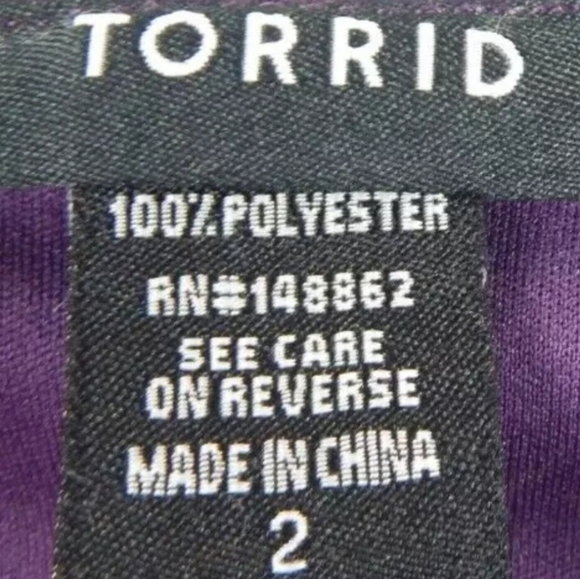 TORRID
100% POLYESTER
RN#148862
SEE CARE
ON REVERSE
MADE IN CHINA
2